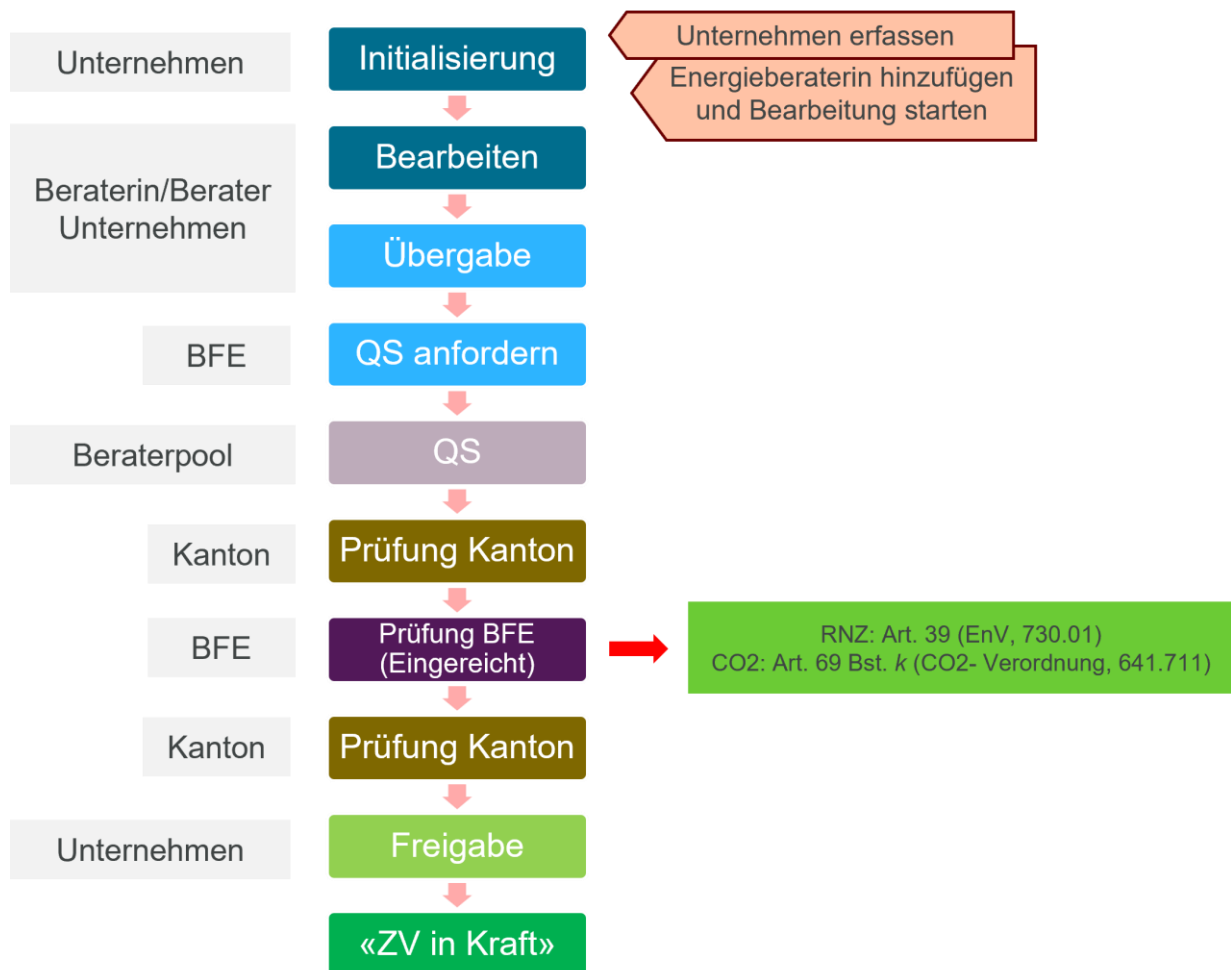 Unternehmen
Initialisierung
Unternehmen erfassen
Energieberaterin hinzufügen
und Bearbeitung starten
Beraterin/Berater
Unternehmen
Bearbeiten
Übergabe
BFE
QS anfordern
Beraterpool
QS
Kanton
Prüfung Kanton
BFE
Prüfung BFE
(Eingereicht)
RNZ: Art. 39 (EnV, 730.01)
CO2: Art. 69 Bst. k (CO2- Verordnung, 641.711)
Kanton
Prüfung Kanton
Unternehmen
Freigabe
«ZV in Kraft»